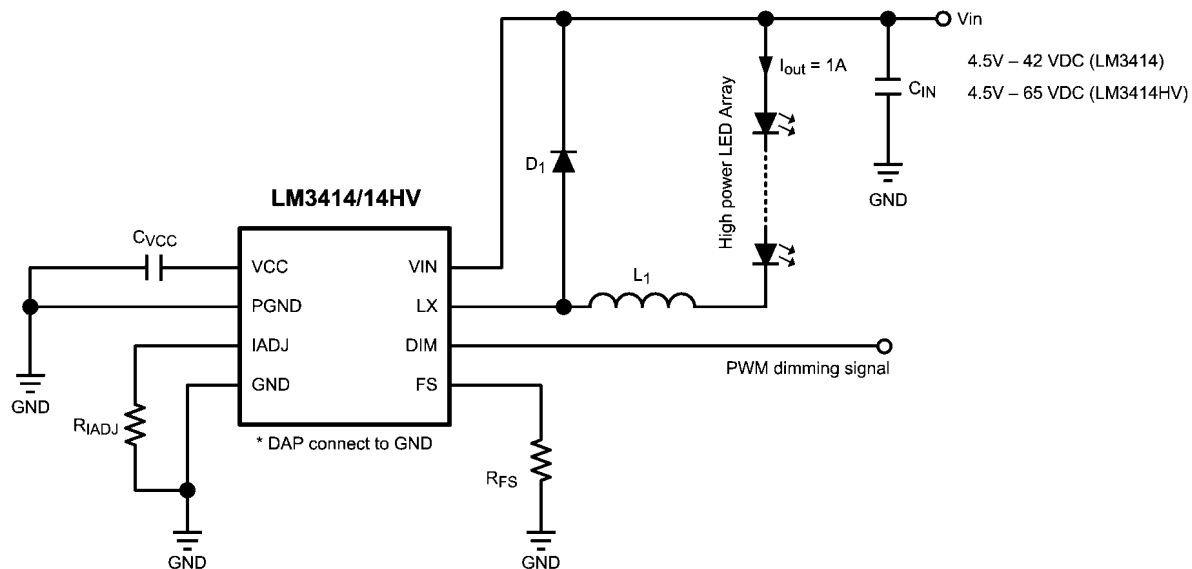 Vin
4.5V – 42 VDC (LM3414)
4.5V – 65 VDC (LM3414HV)
Iout = 1A
CIN
GND
High power LED Array
D1
LM3414/14HV
CVCC
VCC
VIN
L1
PGND
LX
IADJ
DIM
PWM dimming signal
GND
FS
GND
RIADJ
* DAP connect to GND
RFS
GND
GND